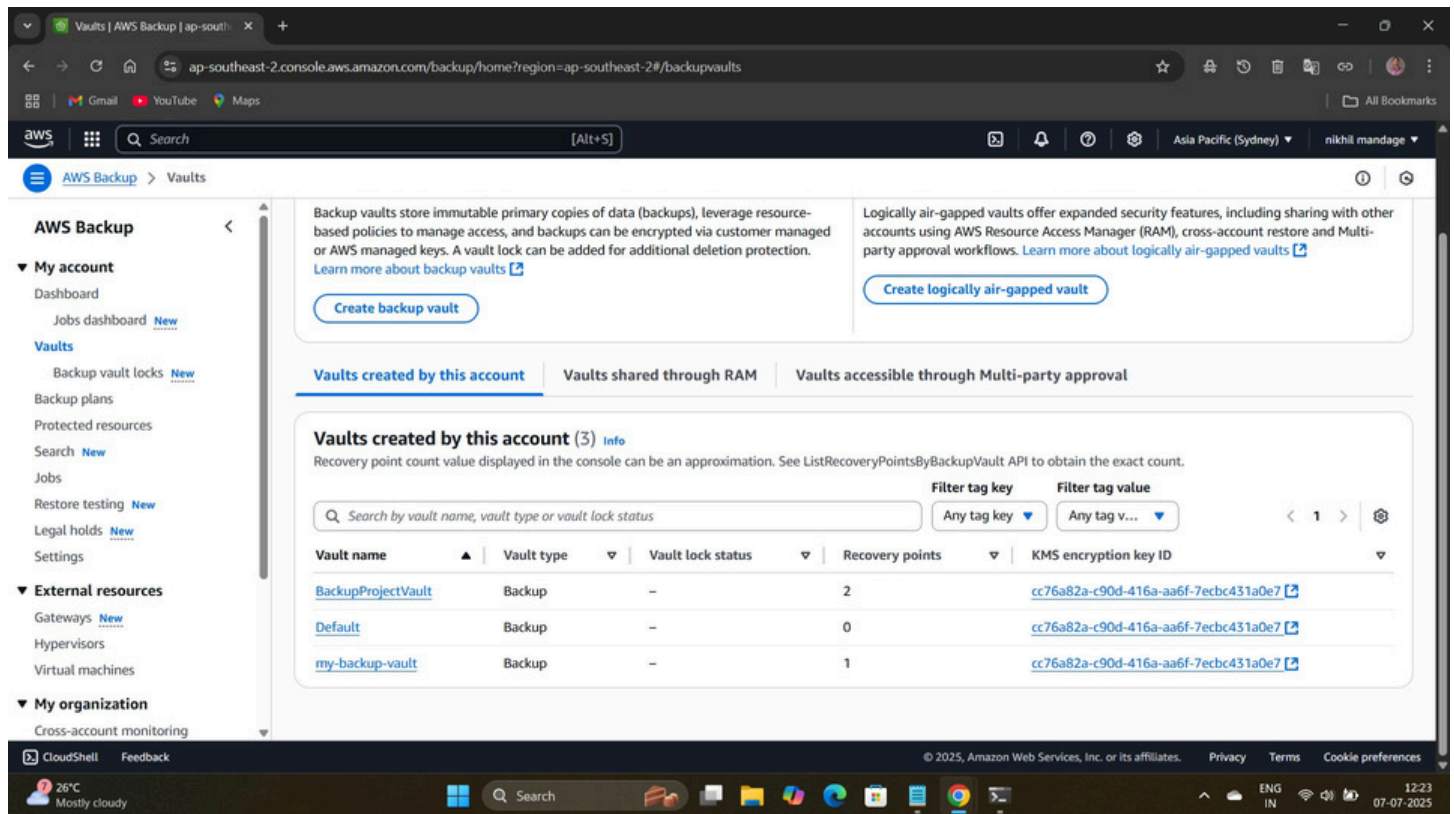 Vaults | AWS Backup | ap-south
ap-southeast-2.console.aws.amazon.com/backup/home?region=ap-southeast-2#/backupvaults
Gmail YouTube Maps All Bookmarks
aws Search [Alt+S] Asia Pacific (Sydney) nikhil mandage
AWS Backup > Vaults
AWS Backup
My account
Dashboard
Jobs dashboard New
Vaults
Backup vault locks New
Backup plans
Protected resources
Search New
Jobs
Restore testing New
Legal holds New
Settings
External resources
Gateways New
Hypervisors
Virtual machines
My organization
Cross-account monitoring
Backup vaults store immutable primary copies of data (backups), leverage resource-
based policies to manage access, and backups can be encrypted via customer managed
or AWS managed keys. A vault lock can be added for additional deletion protection.
Learn more about backup vaults
Create backup vault
Logically air-gapped vaults offer expanded security features, including sharing with other
accounts using AWS Resource Access Manager (RAM), cross-account restore and Multi-
party approval workflows. Learn more about logically air-gapped vaults
Create logically air-gapped vault
Vaults created by this account Vaults shared through RAM Vaults accessible through Multi-party approval
Vaults created by this account (3) Info
Recovery point count value displayed in the console can be an approximation. See ListRecoveryPointsByBackupVault API to obtain the exact count.
Filter tag key Filter tag value
Search by vault name, vault type or vault lock status Any tag key Any tag v... < 1 >
Vault name Vault type Vault lock status Recovery points KMS encryption key ID
BackupProjectVault Backup – 2 cc76a82a-c90d-416a-aa6f-7ecbc431a0e7
Default Backup – 0 cc76a82a-c90d-416a-aa6f-7ecbc431a0e7
my-backup-vault Backup – 1 cc76a82a-c90d-416a-aa6f-7ecbc431a0e7
CloudShell Feedback © 2025, Amazon Web Services, Inc. or its affiliates. Privacy Terms Cookie preferences
7 26°C
Mostly cloudy
Search
ENG
IN
12:23
07-07-2025